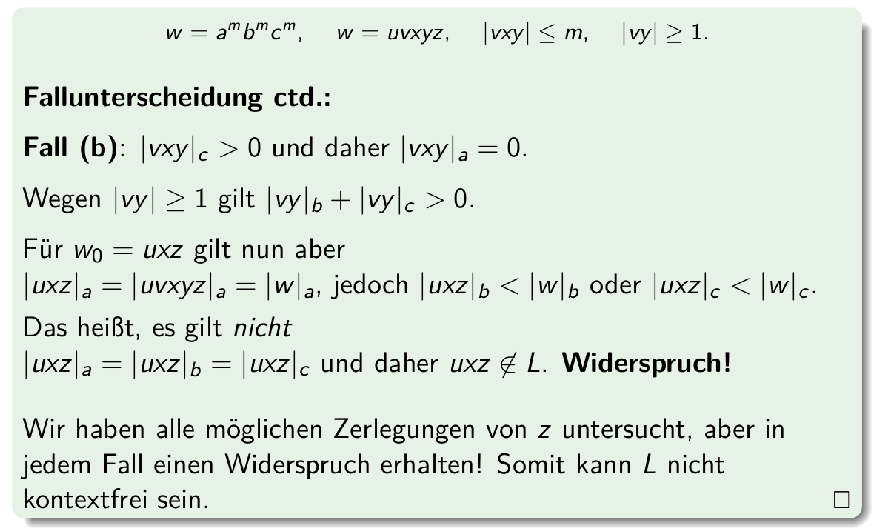 w = aᵐbᵐcᵐ, w = uvxyz, |vxy| ≤ m, |vy| ≥ 1.
Fallunterscheidung ctd.:
Fall (b): |vxy|_c > 0 und daher |vxy|_a = 0.
Wegen |vy| ≥ 1 gilt |vy|_b + |vy|_c > 0.
Für w₀ = uxz gilt nun aber
|uxz|_a = |uvxyz|_a = |w|_a, jedoch |uxz|_b < |w|_b oder |uxz|_c < |w|_c.
Das heißt, es gilt nicht
|uxz|_a = |uxz|_b = |uxz|_c und daher uxz ∉ L. Widerspruch!
Wir haben alle möglichen Zerlegungen von z untersucht, aber in
jedem Fall einen Widerspruch erhalten! Somit kann L nicht
kontextfrei sein. □